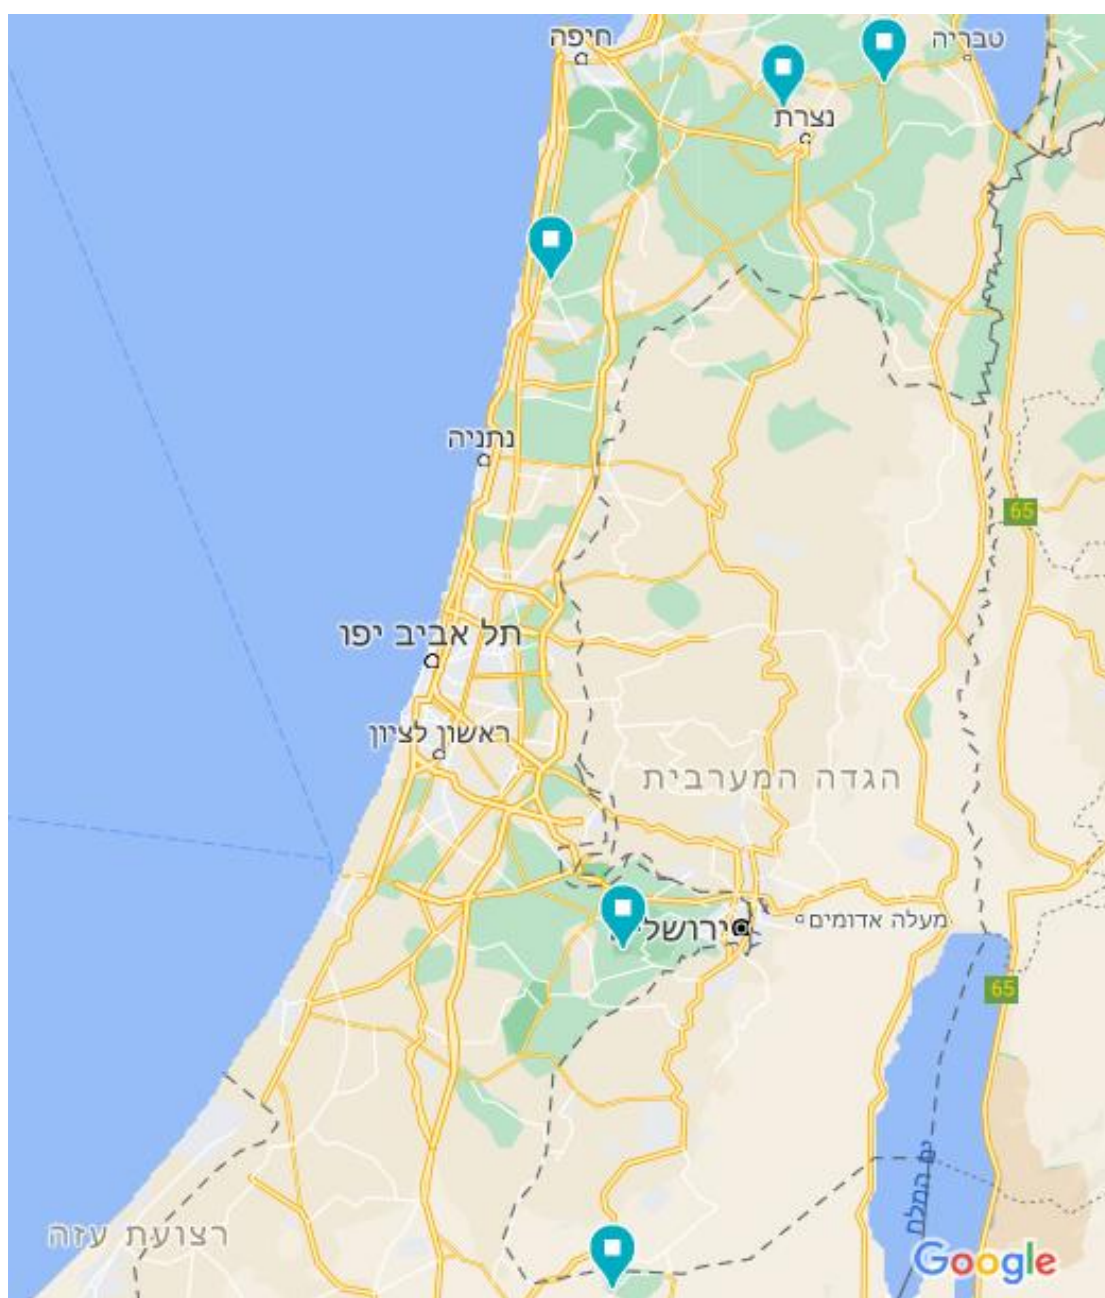 חיפה
טבריה
נצרת
נתניה
65
תל אביב יפו
ראשון לציון
הגדה המערבית
מעלה אדומים
65
ים המלח
רצועת עזה
Google